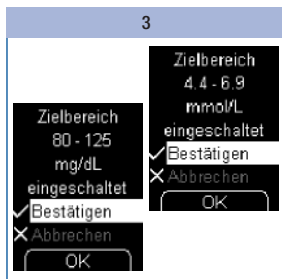 3
Zielbereich
80 - 125
mg/dL
eingeschaltet
Bestätigen
Abbrechen
OK
Zielbereich
4.4 - 6.9
mmol/L
eingeschaltet
Bestätigen
Abbrechen
OK